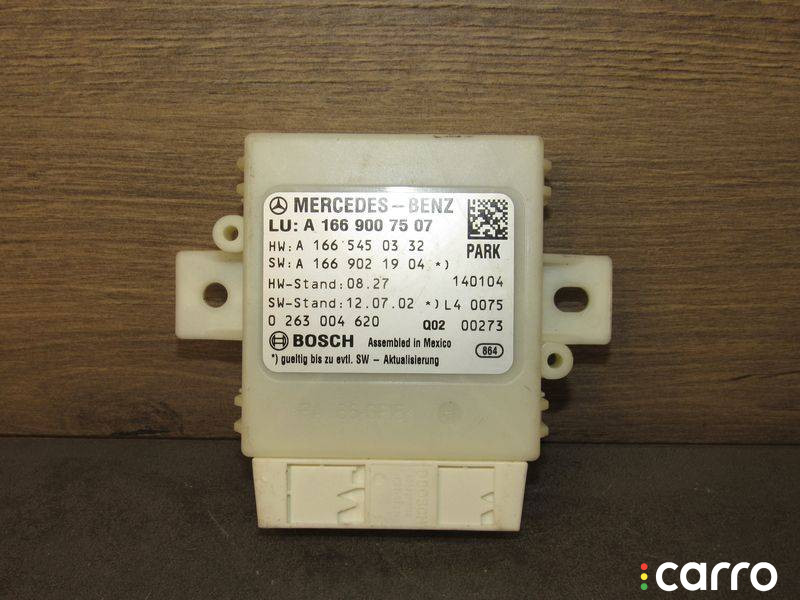 MERCEDES-BENZ
LU: A 166 900 75 07
HW: A 166 545 03 32
SW: A 166 902 19 04 *)
PARK
HW-Stand: 08.27 140104
SW-Stand: 12.07.02 *) L4 0075
0 263 004 620 Q02 00273
BOSCH Assembled in Mexico
*) gueltig bis zu evtl. SW - Aktualisierung 864
carro